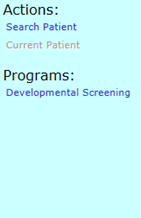 Actions:
Search Patient
Current Patient
Programs:
Developmental Screening